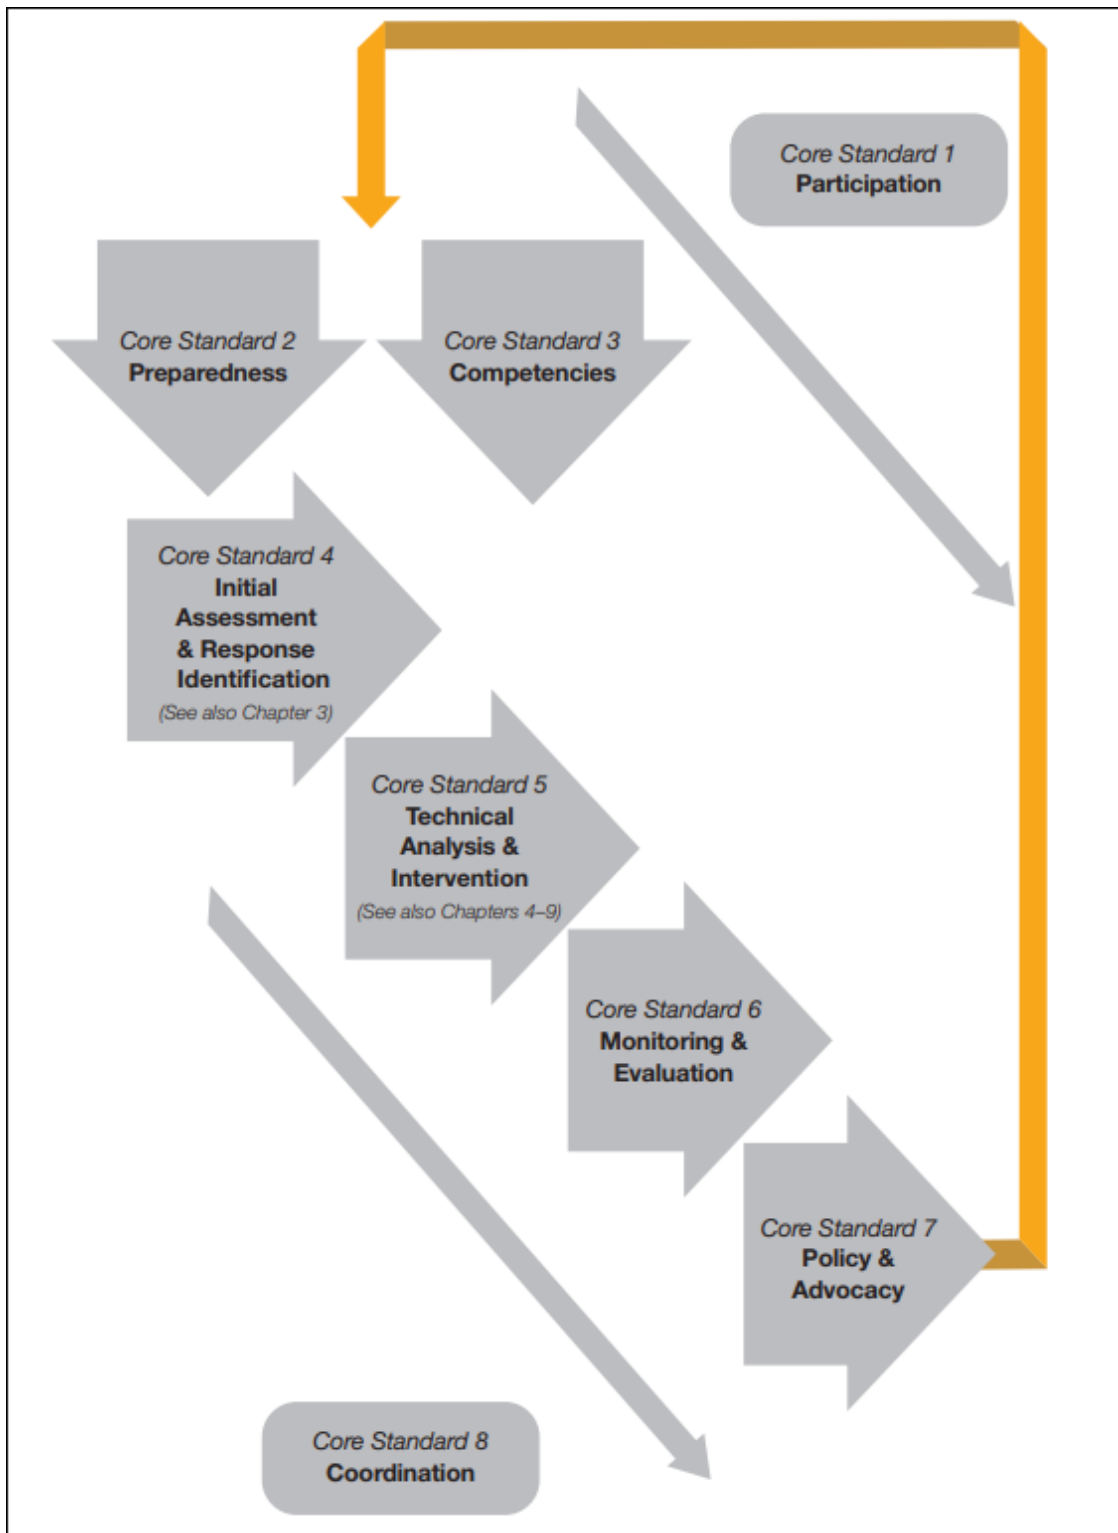 Core Standard 1
Participation
Core Standard 2
Preparedness
Core Standard 3
Competencies
Core Standard 4
Initial
Assessment
& Response
Identification
(See also Chapter 3)
Core Standard 5
Technical
Analysis &
Intervention
(See also Chapters 4–9)
Core Standard 6
Monitoring &
Evaluation
Core Standard 7
Policy &
Advocacy
Core Standard 8
Coordination